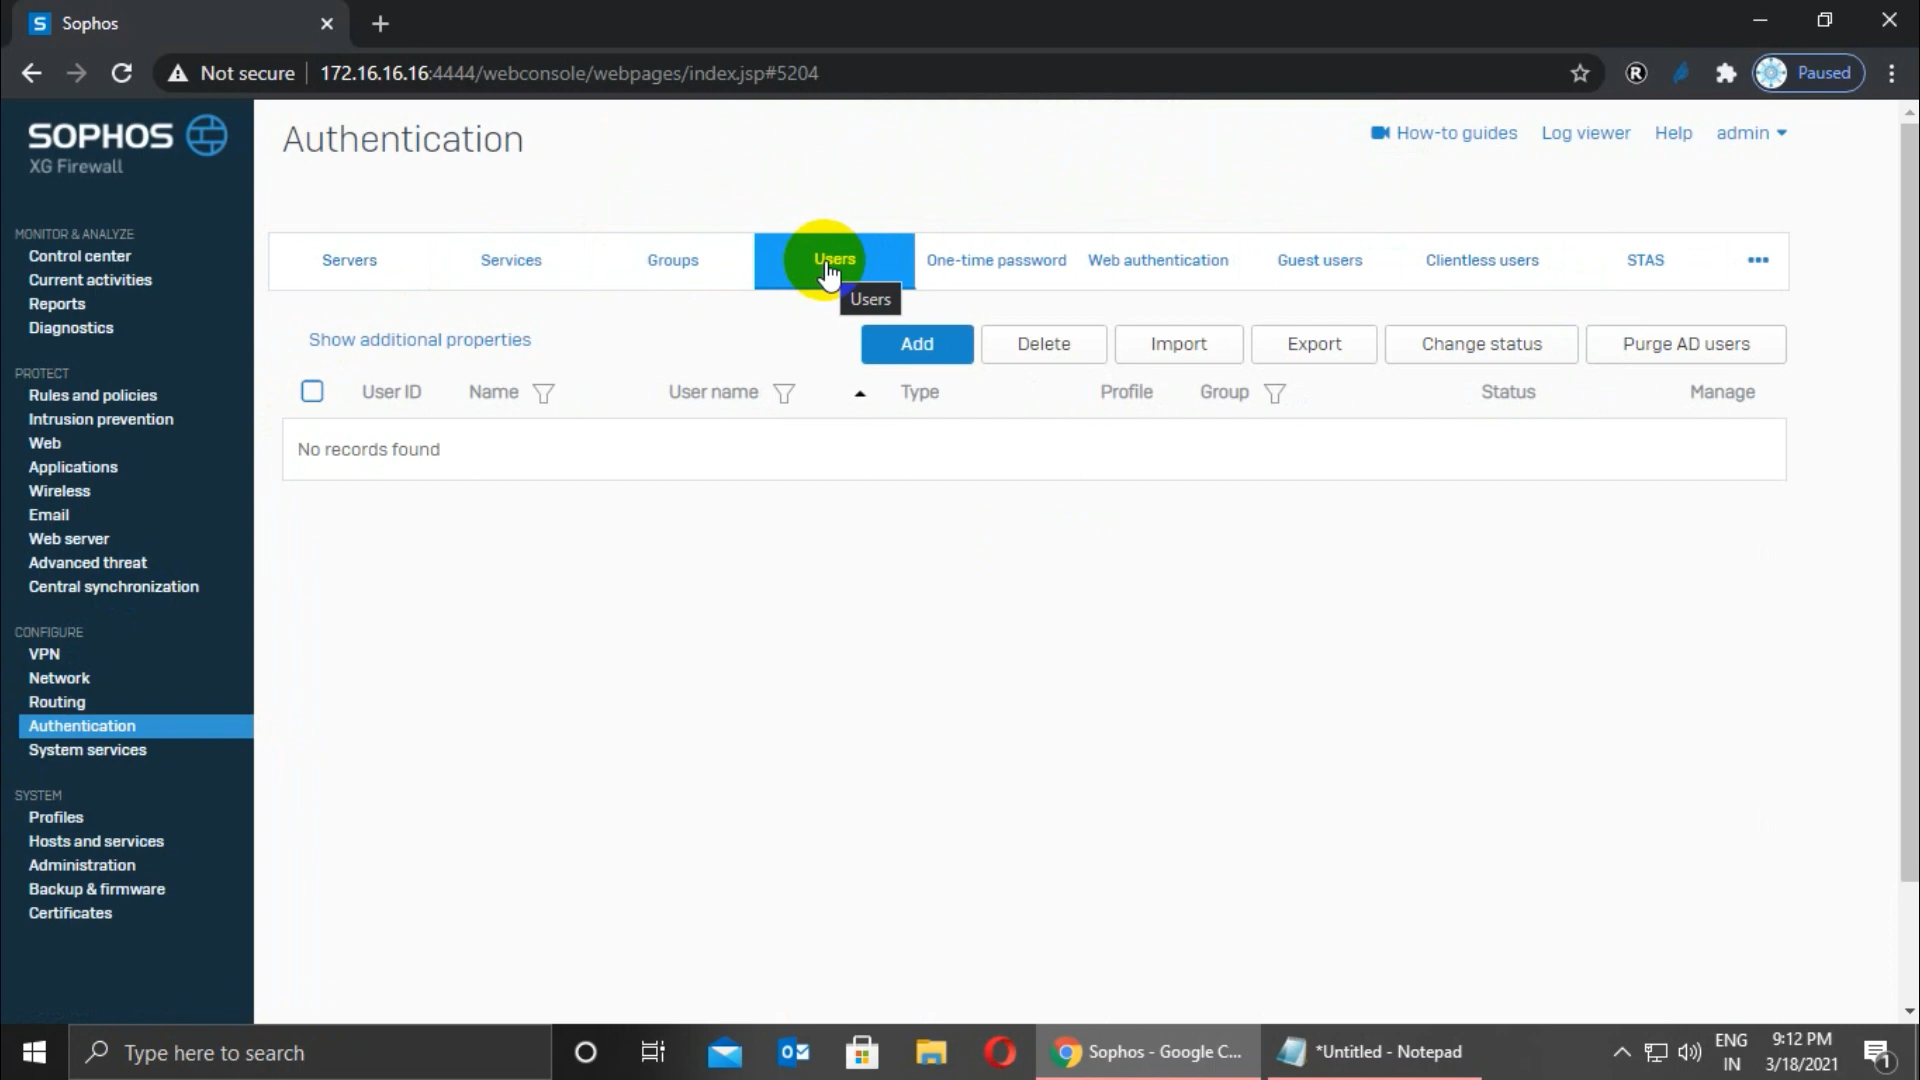 S Sophos
Not secure 172.16.16.16:4444/webconsole/webpages/index.jsp#5204
R Paused
SOPHOS
XG Firewall
Authentication
How-to guides Log viewer Help admin
MONITOR & ANALYZE
Control center
Current activities
Reports
Diagnostics
PROTECT
Rules and policies
Intrusion prevention
Web
Applications
Wireless
Email
Web server
Advanced threat
Central synchronization
CONFIGURE
VPN
Network
Routing
Authentication
System services
SYSTEM
Profiles
Hosts and services
Administration
Backup & firmware
Certificates
Servers Services Groups Users One-time password Web authentication Guest users Clientless users STAS •••
Users
Show additional properties Add Delete Import Export Change status Purge AD users
User ID Name User name Type Profile Group Status Manage
No records found
Type here to search
Sophos - Google C...
*Untitled - Notepad
ENG
IN
9:12 PM
3/18/2021
1